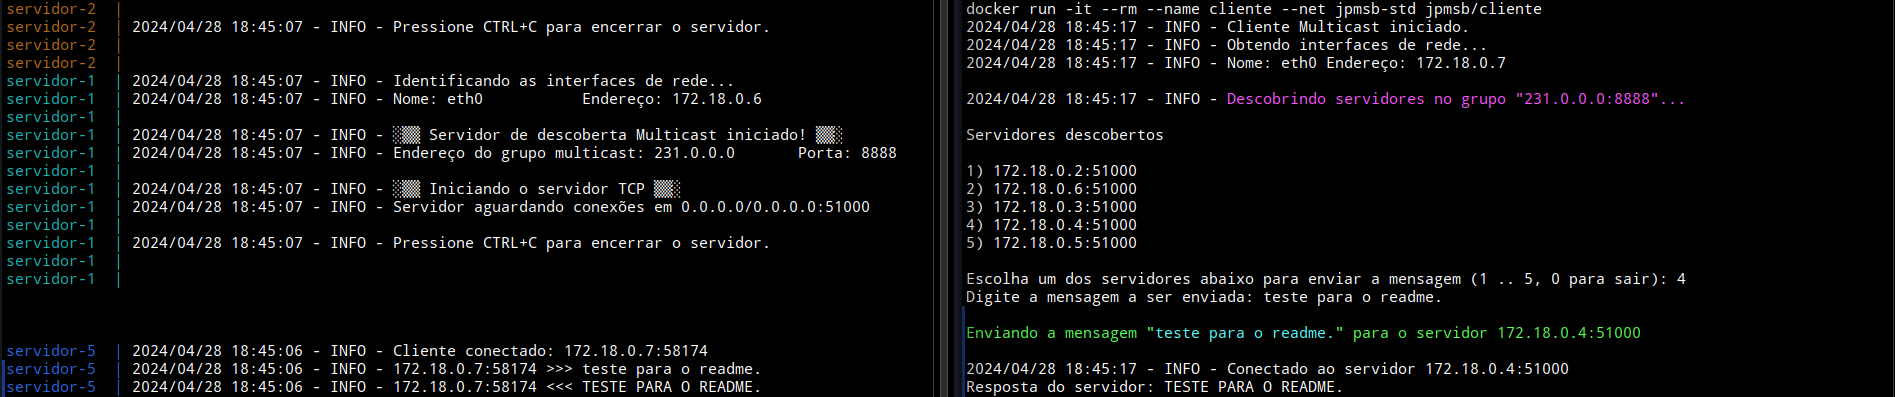 servidor-2 |
servidor-2 | 2024/04/28 18:45:07 - INFO - Pressione CTRL+C para encerrar o servidor.
servidor-2 |
servidor-2 |
servidor-1 | 2024/04/28 18:45:07 - INFO - Identificando as interfaces de rede...
servidor-1 | 2024/04/28 18:45:07 - INFO - Nome: eth0 Endereço: 172.18.0.6
servidor-1 |
servidor-1 | 2024/04/28 18:45:07 - INFO - ░▒▒ Servidor de descoberta Multicast iniciado! ▒▒░
servidor-1 | 2024/04/28 18:45:07 - INFO - Endereço do grupo multicast: 231.0.0.0 Porta: 8888
servidor-1 |
servidor-1 | 2024/04/28 18:45:07 - INFO - ░▒▒ Iniciando o servidor TCP ▒▒░
servidor-1 | 2024/04/28 18:45:07 - INFO - Servidor aguardando conexões em 0.0.0.0/0.0.0.0:51000
servidor-1 |
servidor-1 | 2024/04/28 18:45:07 - INFO - Pressione CTRL+C para encerrar o servidor.
servidor-1 |
servidor-1 |
servidor-5 | 2024/04/28 18:45:06 - INFO - Cliente conectado: 172.18.0.7:58174
servidor-5 | 2024/04/28 18:45:06 - INFO - 172.18.0.7:58174 >>> teste para o readme.
servidor-5 | 2024/04/28 18:45:06 - INFO - 172.18.0.7:58174 <<< TESTE PARA O README.
docker run -it --rm --name cliente --net jpmsb-std jpmsb/cliente
2024/04/28 18:45:17 - INFO - Cliente Multicast iniciado.
2024/04/28 18:45:17 - INFO - Obtendo interfaces de rede...
2024/04/28 18:45:17 - INFO - Nome: eth0 Endereço: 172.18.0.7
2024/04/28 18:45:17 - INFO - Descobrindo servidores no grupo "231.0.0.0:8888"...
Servidores descobertos
1) 172.18.0.2:51000
2) 172.18.0.6:51000
3) 172.18.0.3:51000
4) 172.18.0.4:51000
5) 172.18.0.5:51000
Escolha um dos servidores abaixo para enviar a mensagem (1 .. 5, 0 para sair): 4
Digite a mensagem a ser enviada: teste para o readme.
Enviando a mensagem "teste para o readme." para o servidor 172.18.0.4:51000
2024/04/28 18:45:17 - INFO - Conectado ao servidor 172.18.0.4:51000
Resposta do servidor: TESTE PARA O README.